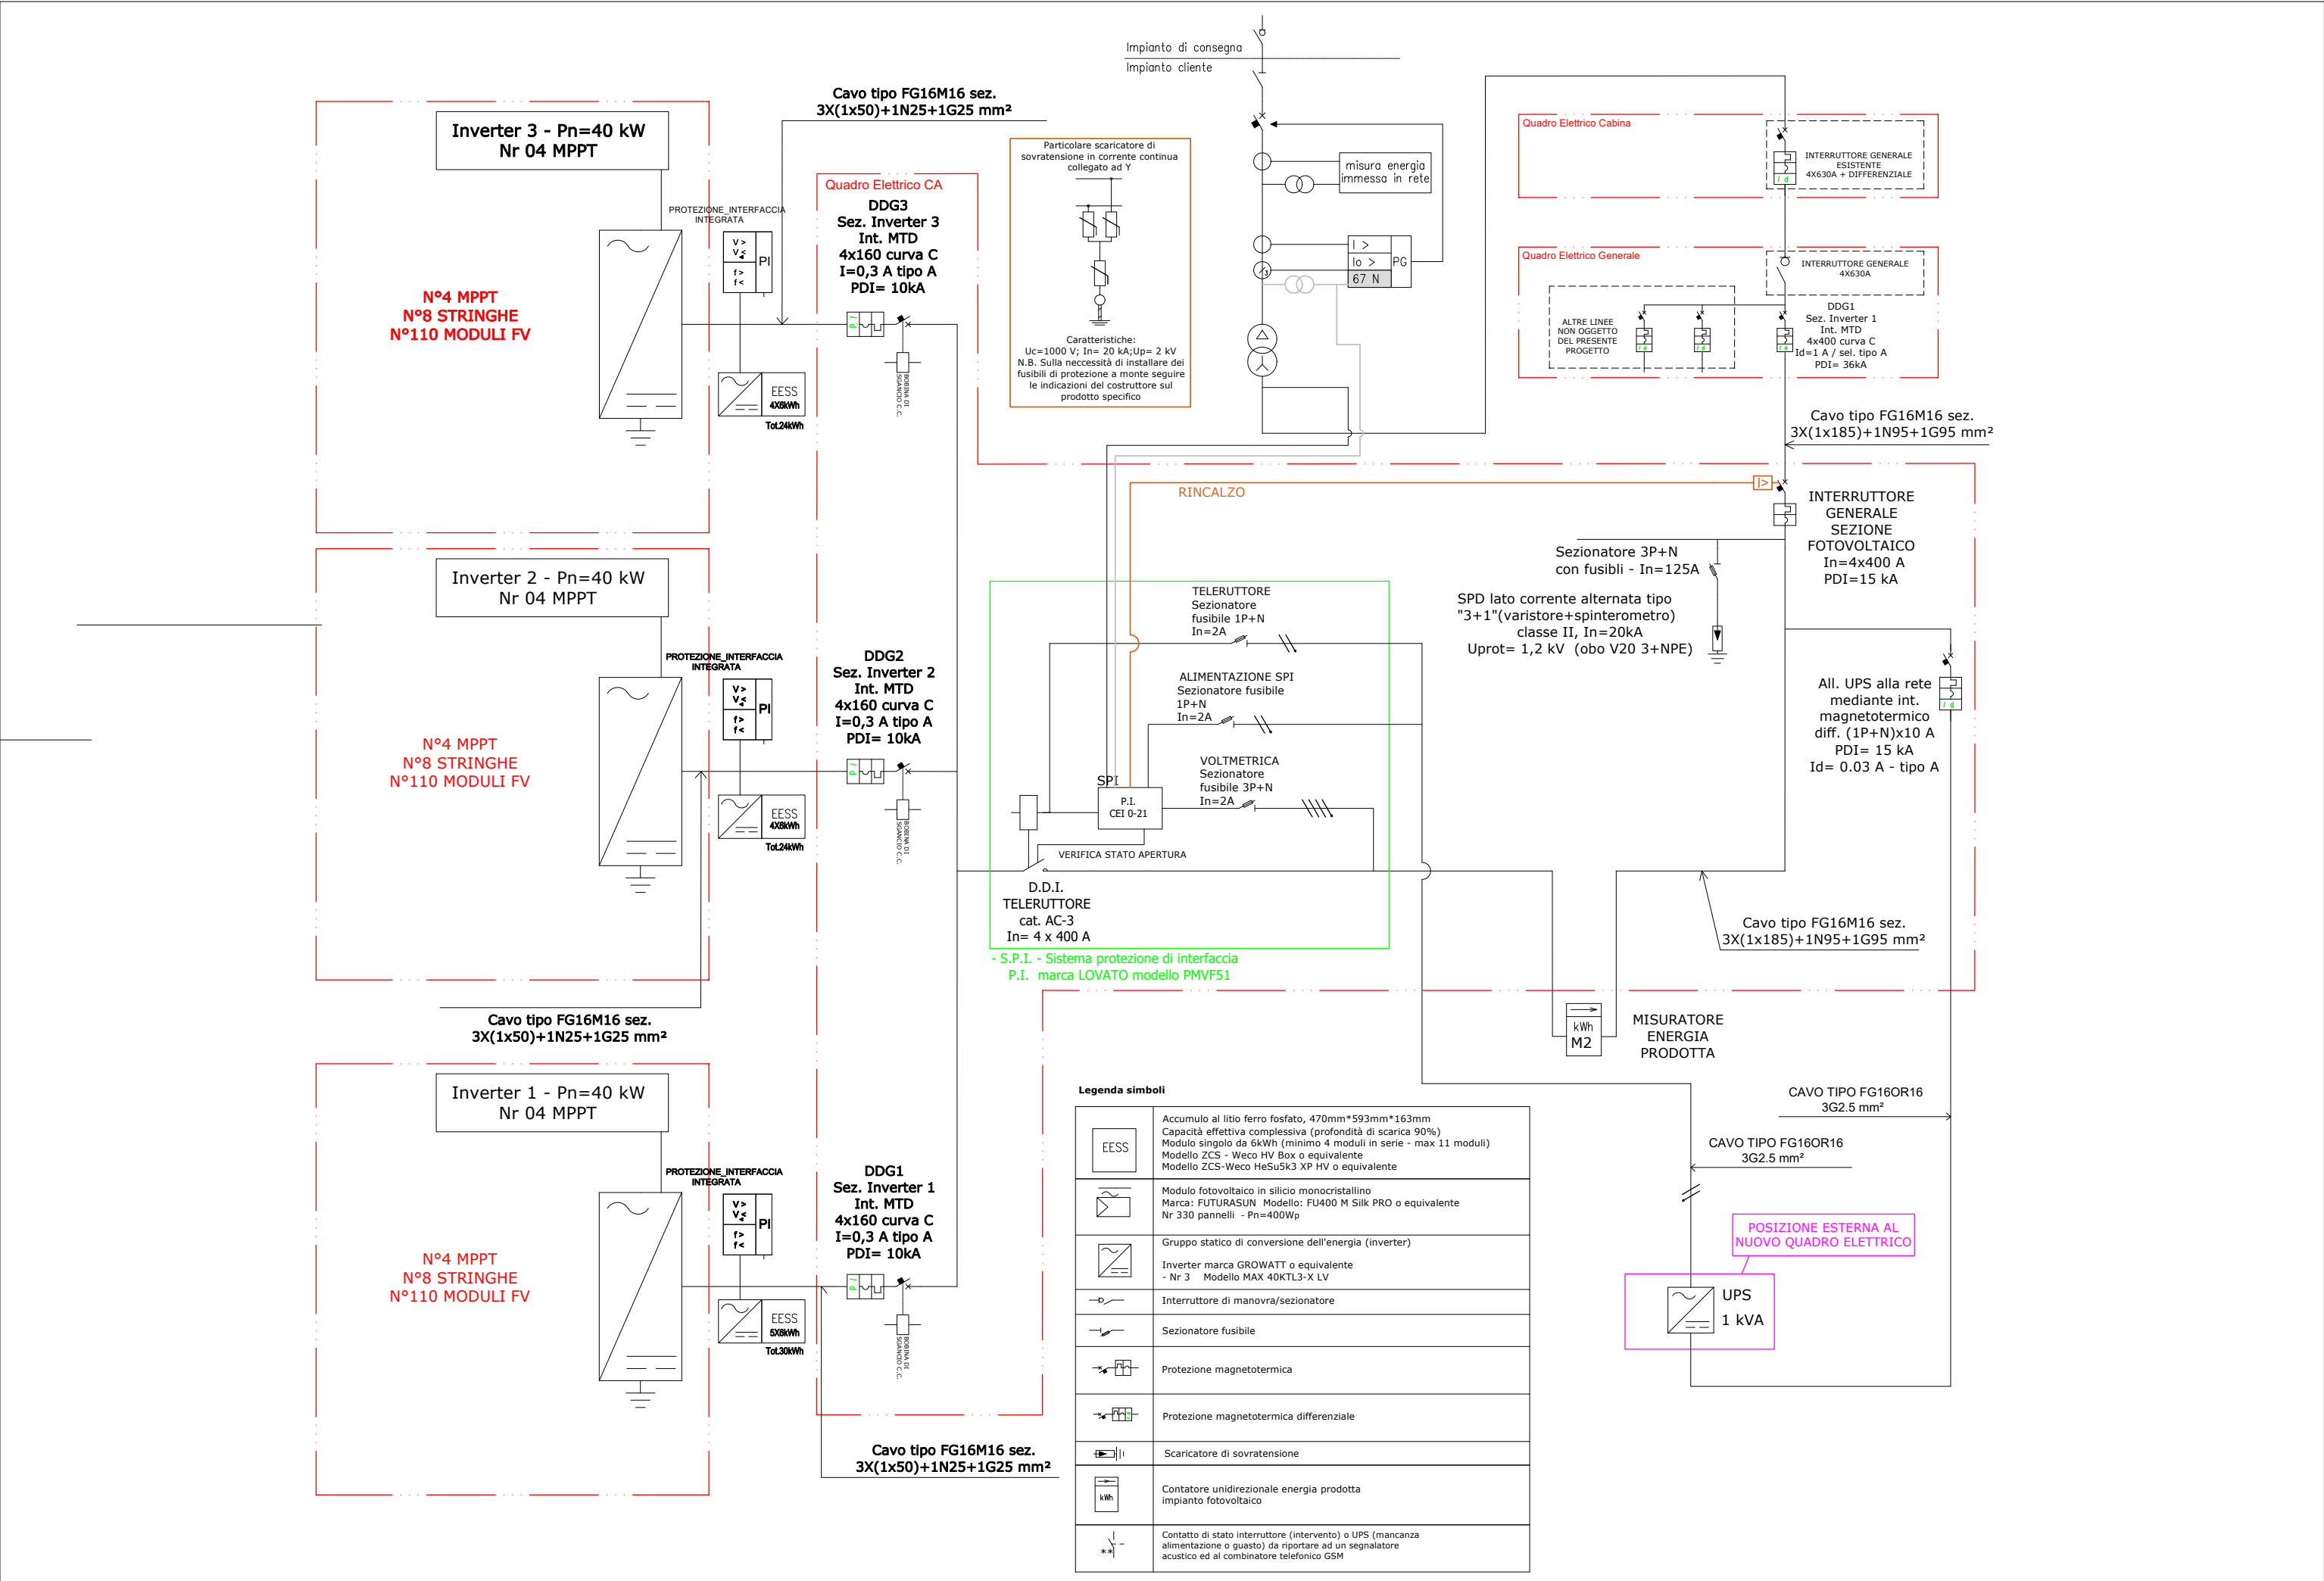 Impianto di consegna
Impianto cliente
Cavo tipo FG16M16 sez.
3X(1x50)+1N25+1G25 mm²
Inverter 3 - Pn=40 kW
Nr 04 MPPT
N°4 MPPT
N°8 STRINGHE
N°110 MODULI FV
PROTEZIONE_INTERFACCIA
INTEGRATA
V >
V <
f >
f <
PI
EESS
4X6kWh
Tot.24kWh
Quadro Elettrico CA
DDG3
Sez. Inverter 3
Int. MTD
4x160 curva C
I=0,3 A tipo A
PDI= 10kA
BOBINA DI
SGANCIO C.C.
Particolare scaricatore di
sovratensione in corrente continua
collegato ad Y
Caratteristiche:
Uc=1000 V; In= 20 kA;Up= 2 kV
N.B. Sulla neccessità di installare dei
fusibili di protezione a monte seguire
le indicazioni del costruttore sul
prodotto specifico
misura energia
immessa in rete
I >
Io >
67 N
PG
3
Quadro Elettrico Cabina
INTERRUTTORE GENERALE
ESISTENTE
4X630A + DIFFERENZIALE
I d
Quadro Elettrico Generale
INTERRUTTORE GENERALE
4X630A
ALTRE LINEE
NON OGGETTO
DEL PRESENTE
PROGETTO
I d
I d
I d
DDG1
Sez. Inverter 1
Int. MTD
4x400 curva C
Id=1 A / sel. tipo A
PDI= 36kA
Cavo tipo FG16M16 sez.
3X(1x185)+1N95+1G95 mm²
RINCALZO
I>
INTERRUTTORE
GENERALE
SEZIONE
FOTOVOLTAICO
In=4x400 A
PDI=15 kA
Sezionatore 3P+N
con fusibli - In=125A
SPD lato corrente alternata tipo
"3+1"(varistore+spinterometro)
classe II, In=20kA
Uprot= 1,2 kV (obo V20 3+NPE)
All. UPS alla rete
mediante int.
magnetotermico
diff. (1P+N)x10 A
PDI= 15 kA
Id= 0.03 A - tipo A
I d
Inverter 2 - Pn=40 kW
Nr 04 MPPT
N°4 MPPT
N°8 STRINGHE
N°110 MODULI FV
PROTEZIONE_INTERFACCIA
INTEGRATA
V >
V <
f >
f <
PI
EESS
4X6kWh
Tot.24kWh
DDG2
Sez. Inverter 2
Int. MTD
4x160 curva C
I=0,3 A tipo A
PDI= 10kA
BOBINA DI
SGANCIO C.C.
Cavo tipo FG16M16 sez.
3X(1x50)+1N25+1G25 mm²
TELERUTTORE
Sezionatore
fusibile 1P+N
In=2A
ALIMENTAZIONE SPI
Sezionatore fusibile
1P+N
In=2A
VOLTMETRICA
Sezionatore
fusibile 3P+N
In=2A
SPI
P.I.
CEI 0-21
VERIFICA STATO APERTURA
D.D.I.
TELERUTTORE
cat. AC-3
In= 4 x 400 A
- S.P.I. - Sistema protezione di interfaccia
P.I. marca LOVATO modello PMVF51
Cavo tipo FG16M16 sez.
3X(1x185)+1N95+1G95 mm²
kWh
M2
MISURATORE
ENERGIA
PRODOTTA
Inverter 1 - Pn=40 kW
Nr 04 MPPT
N°4 MPPT
N°8 STRINGHE
N°110 MODULI FV
PROTEZIONE_INTERFACCIA
INTEGRATA
V >
V <
f >
f <
PI
EESS
5X6kWh
Tot.30kWh
DDG1
Sez. Inverter 1
Int. MTD
4x160 curva C
I=0,3 A tipo A
PDI= 10kA
BOBINA DI
SGANCIO C.C.
Cavo tipo FG16M16 sez.
3X(1x50)+1N25+1G25 mm²
CAVO TIPO FG16OR16
3G2.5 mm²
CAVO TIPO FG16OR16
3G2.5 mm²
POSIZIONE ESTERNA AL
NUOVO QUADRO ELETTRICO
UPS
1 kVA
Legenda simboli
EESS
Accumulo al litio ferro fosfato, 470mm*593mm*163mm
Capacità effettiva complessiva (profondità di scarica 90%)
Modulo singolo da 6kWh (minimo 4 moduli in serie - max 11 moduli)
Modello ZCS - Weco HV Box o equivalente
Modello ZCS-Weco HeSu5k3 XP HV o equivalente
Modulo fotovoltaico in silicio monocristallino
Marca: FUTURASUN Modello: FU400 M Silk PRO o equivalente
Nr 330 pannelli - Pn=400Wp
Gruppo statico di conversione dell'energia (inverter)
Inverter marca GROWATT o equivalente
- Nr 3 Modello MAX 40KTL3-X LV
Interruttore di manovra/sezionatore
Sezionatore fusibile
Protezione magnetotermica
Protezione magnetotermica differenziale
Scaricatore di sovratensione
kWh
Contatore unidirezionale energia prodotta
impianto fotovoltaico
**
Contatto di stato interruttore (intervento) o UPS (mancanza
alimentazione o guasto) da riportare ad un segnalatore
acustico ed al combinatore telefonico GSM